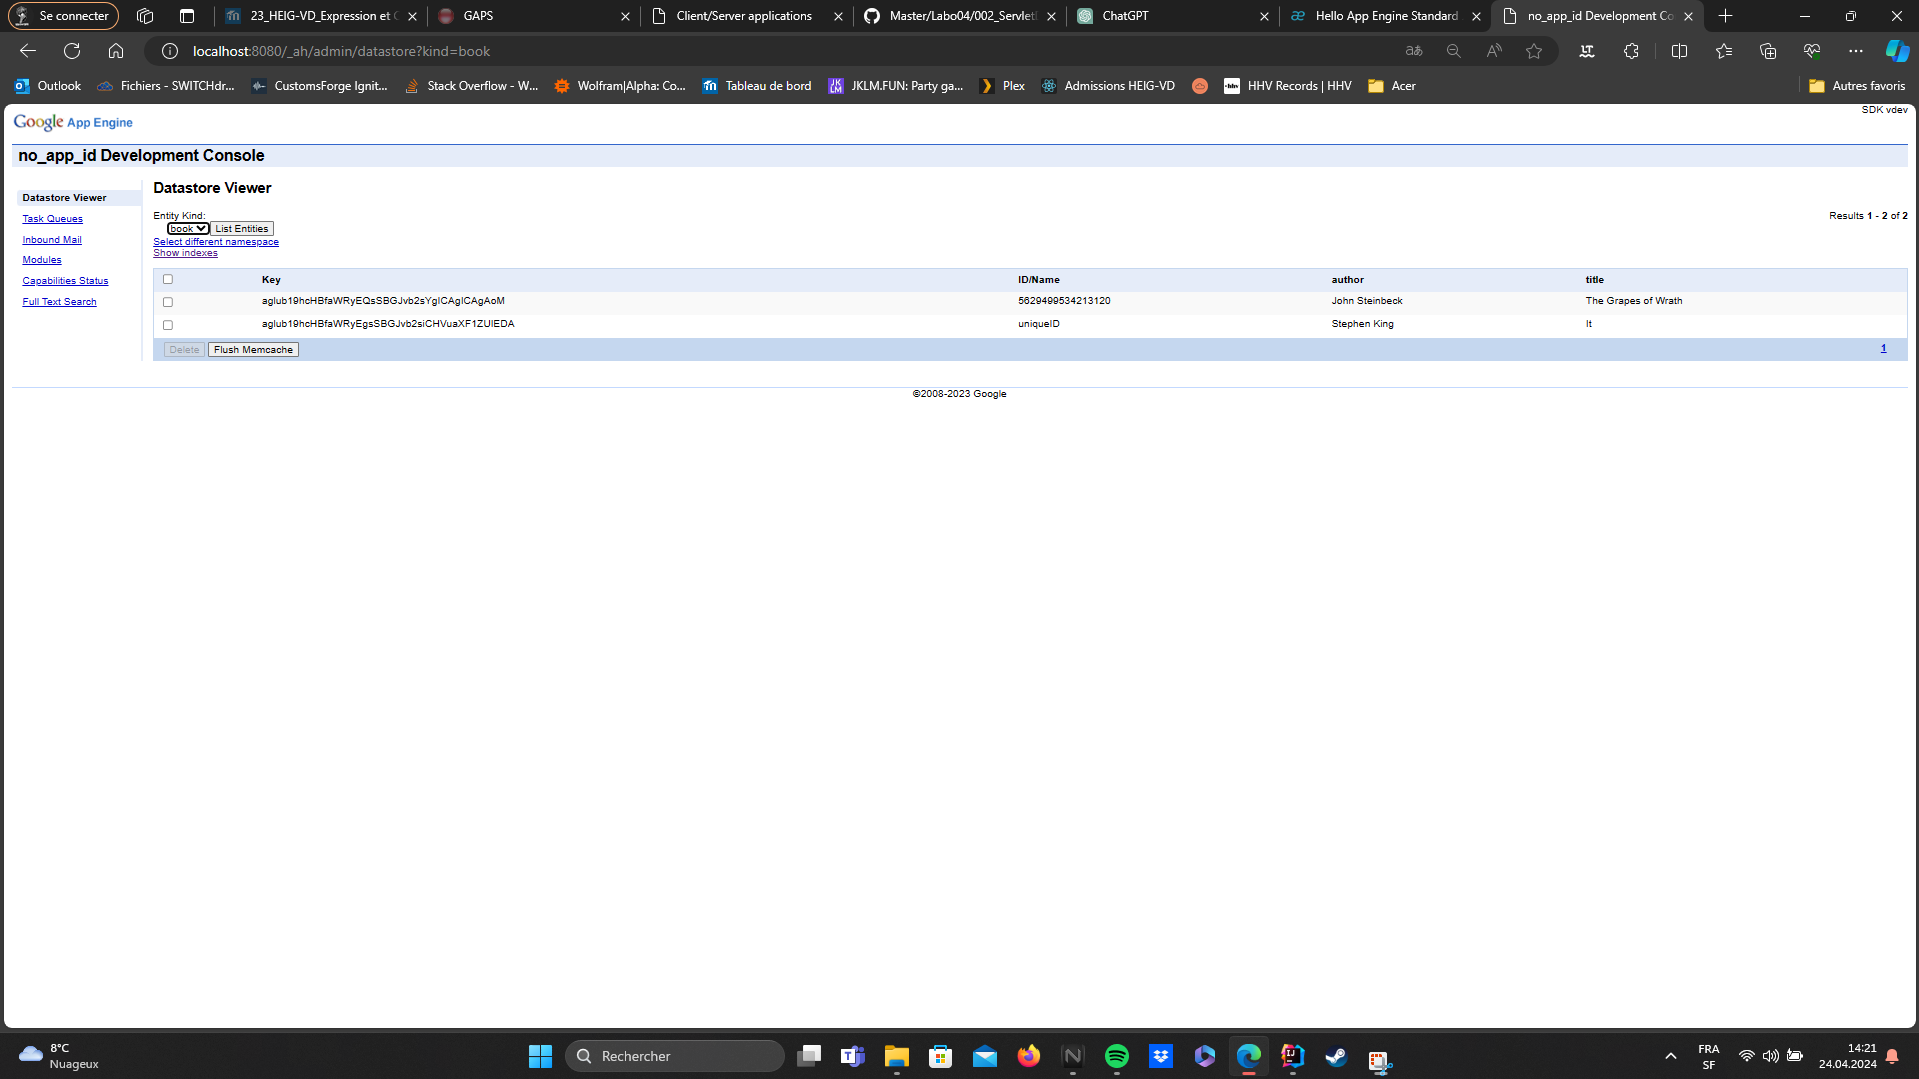 Se connecter
23_HEIG-VD_Expression et C
GAPS
Client/Server applications
Master/Labo04/002_Servlet
ChatGPT
Hello App Engine Standard
no_app_id Development Co
localhost:8080/_ah/admin/datastore?kind=book
Outlook
Fichiers - SWITCHdr...
CustomsForge Ignit...
Stack Overflow - W...
Wolfram|Alpha: Co...
Tableau de bord
JKLM.FUN: Party ga...
Plex
Admissions HEIG-VD
HHV Records | HHV
Acer
Autres favoris
Google App Engine
SDK vdev
no_app_id Development Console
Datastore Viewer
Task Queues
Inbound Mail
Modules
Capabilities Status
Full Text Search
Datastore Viewer
Entity Kind:
Results 1 - 2 of 2
book List Entities
Select different namespace
Show indexes
Key ID/Name author title
aglub19hcHBfaWRyEQsSBGJvb2sYgICAgICAgAoM 5629499534213120 John Steinbeck The Grapes of Wrath
aglub19hcHBfaWRyEgsSBGJvb2siCHVuaXF1ZUlEDA uniqueID Stephen King It
Delete Flush Memcache 1
©2008-2023 Google
8°C
Nuageux
Rechercher
FRA
SF
14:21
24.04.2024